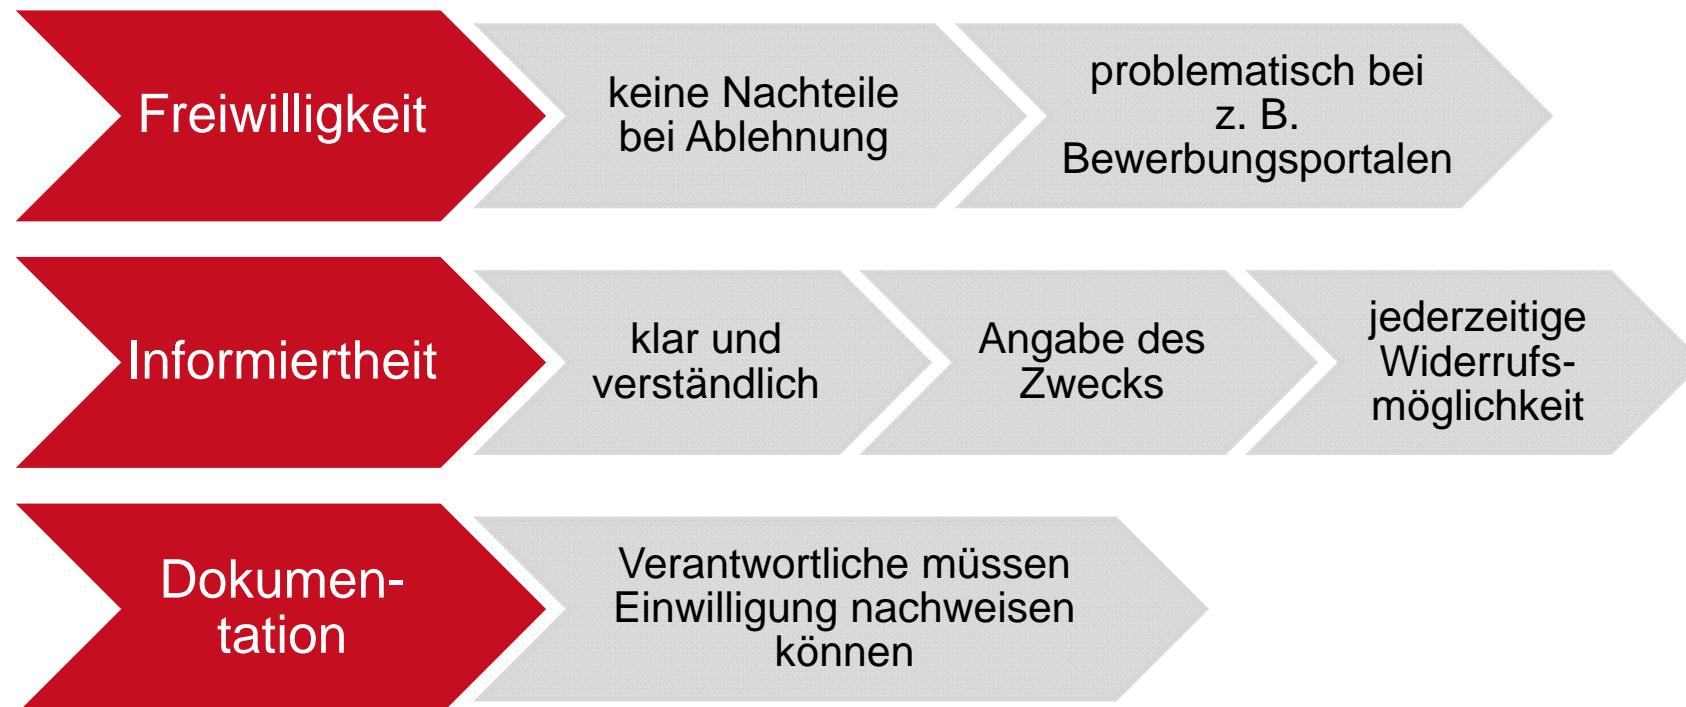 Freiwilligkeit
keine Nachteile
bei Ablehnung
problematisch bei
z. B.
Bewerbungsportalen
Informiertheit
klar und
verständlich
Angabe des
Zwecks
jederzeitige
Widerrufs-
möglichkeit
Dokumen-
tation
Verantwortliche müssen
Einwilligung nachweisen
können